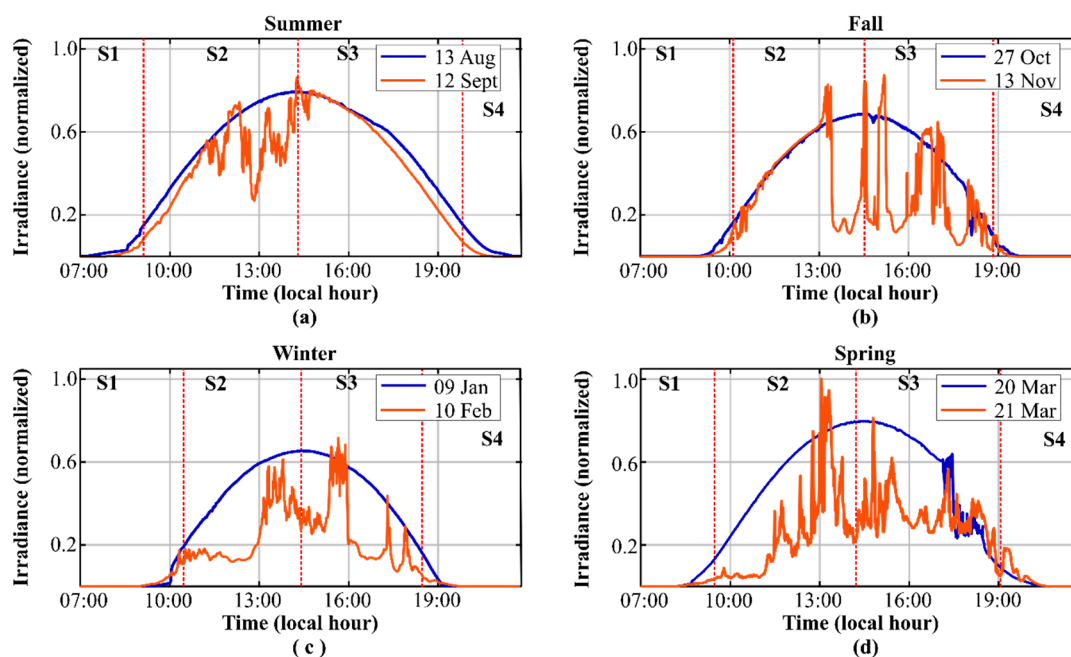 Summer
Irradiance (normalized)
1.0
0.6
0.2
S1 S2 S3 S4
13 Aug
12 Sept
07:00 10:00 13:00 16:00 19:00
Time (local hour)
(a)
Fall
Irradiance (normalized)
1.0
0.6
0.2
S1 S2 S3 S4
27 Oct
13 Nov
07:00 10:00 13:00 16:00 19:00
Time (local hour)
(b)
Winter
Irradiance (normalized)
1.0
0.6
0.2
S1 S2 S3 S4
09 Jan
10 Feb
07:00 10:00 13:00 16:00 19:00
Time (local hour)
( c )
Spring
Irradiance (normalized)
1.0
0.6
0.2
S1 S2 S3 S4
20 Mar
21 Mar
07:00 10:00 13:00 16:00 19:00
Time (local hour)
(d)